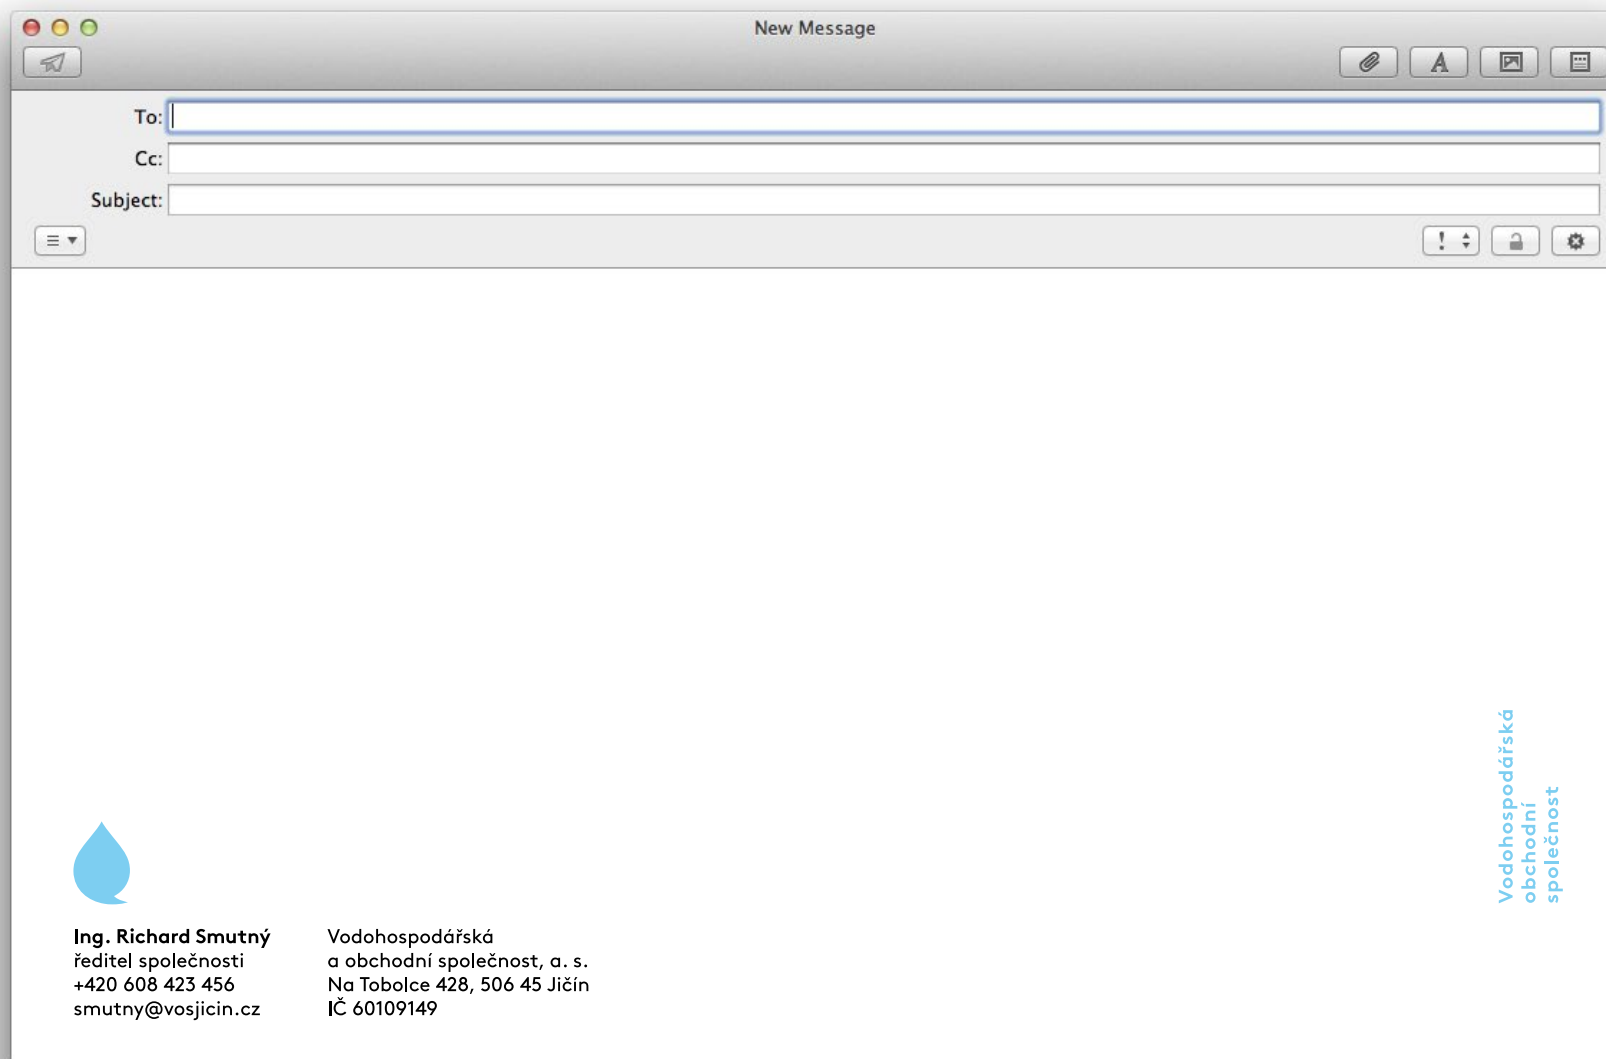 New Message
To:
Cc:
Subject:
Vodohospodářská
obchodní
společnost
Ing. Richard Smutný
ředitel společnosti
+420 608 423 456
smutny@vosjicin.cz
Vodohospodářská
a obchodní společnost, a. s.
Na Tobolce 428, 506 45 Jičín
IČ 60109149